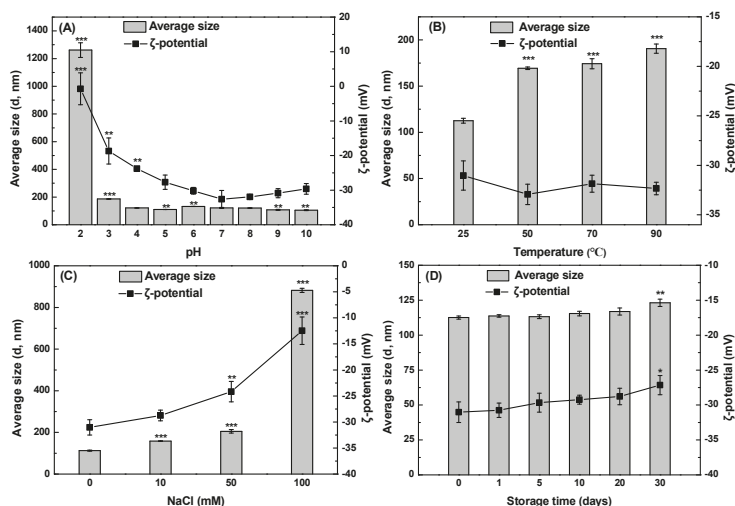 (A)
Average size
ζ-potential
Average size (d, nm)
1400
1200
1000
800
600
400
200
0
20
10
0
-10
-20
-30
-40
ζ-potential (mV)
***
***
**
***
**
**
**
**
**
2 3 4 5 6 7 8 9 10
pH
(B)
Average size
ζ-potential
Average size (d, nm)
200
150
100
50
0
-15
-20
-25
-30
-35
ζ-potential (mV)
***
***
***
25 50 70 90
Temperature (°C)
(C)
Average size
ζ-potential
Average size (d, nm)
1000
800
600
400
200
0
0
-5
-10
-15
-20
-25
-30
-35
-40
ζ-potential (mV)
***
***
**
***
***
0 10 50 100
NaCl (mM)
(D)
Average size
ζ-potential
Average size (d, nm)
150
125
100
75
50
25
0
-10
-15
-20
-25
-30
-35
-40
ζ-potential (mV)
**
*
0 1 5 10 20 30
Storage time (days)